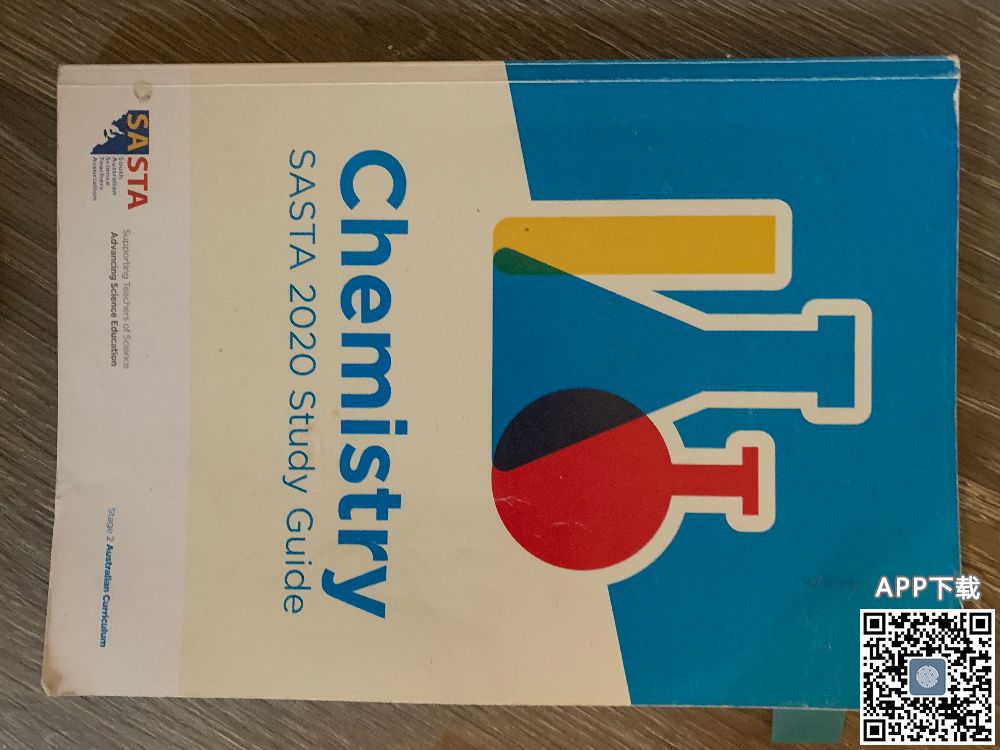 Chemistry
SASTA 2020 Study Guide
SASTA
South
Australian
Science
Teachers
Association
Supporting Teachers of Science
Advancing Science Education
Stage 2 Australian Curriculum
APP下载